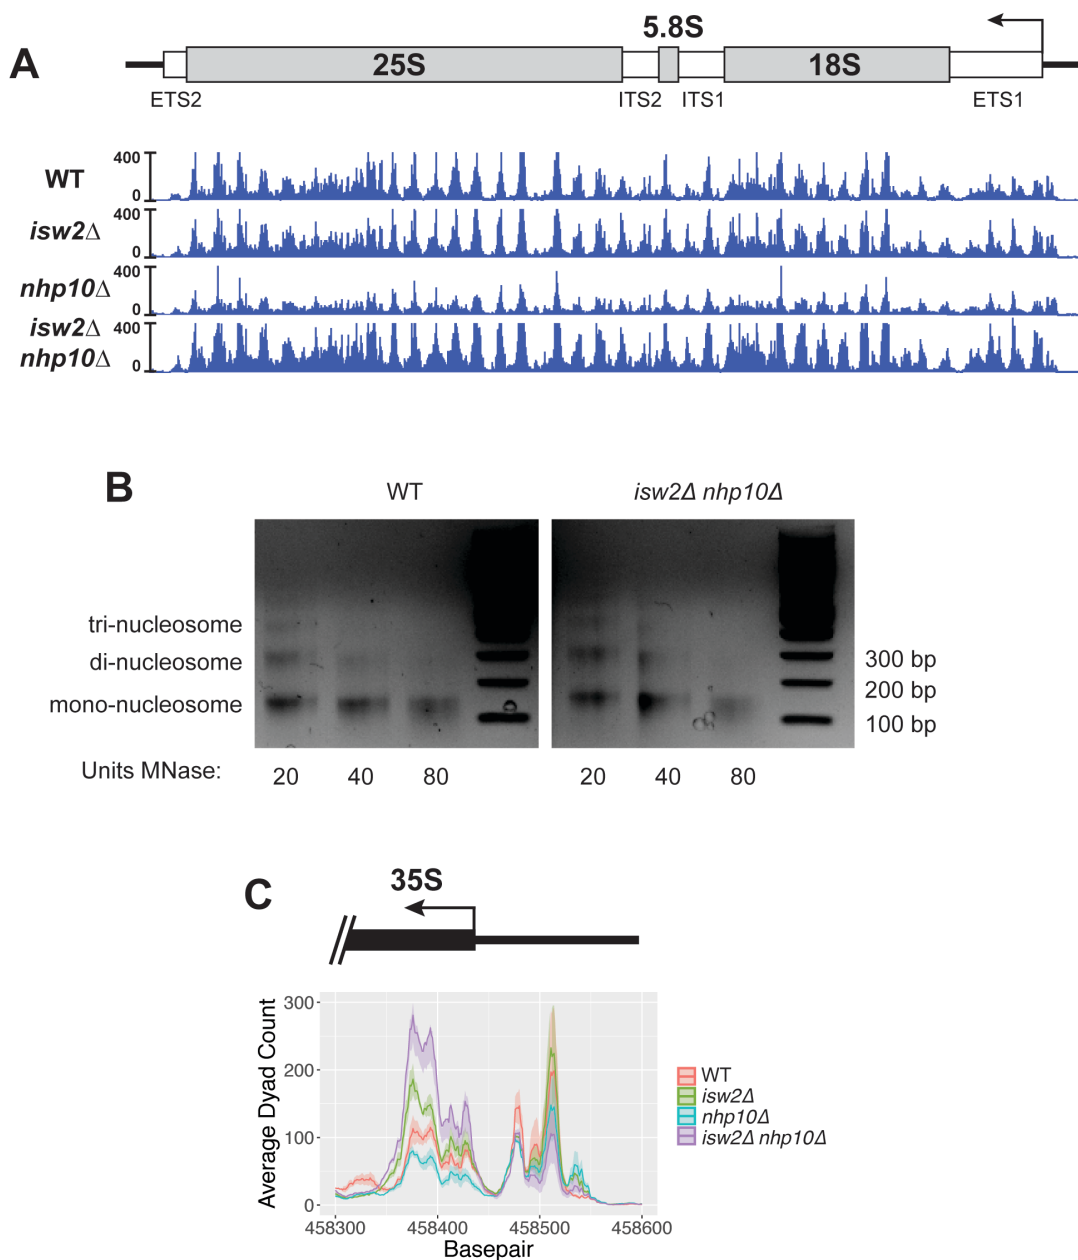 A
5.8S
25S
18S
ETS2
ITS2
ITS1
ETS1
WT
400
0
isw2Δ
400
0
nhp10Δ
400
0
isw2Δ
nhp10Δ
400
0
B
WT
isw2Δ nhp10Δ
tri-nucleosome
di-nucleosome
mono-nucleosome
300 bp
200 bp
100 bp
Units MNase:
20
40
80
20
40
80
C
35S
Average Dyad Count
300
200
100
0
458300
458400
458500
458600
Basepair
WT
isw2Δ
nhp10Δ
isw2Δ nhp10Δ